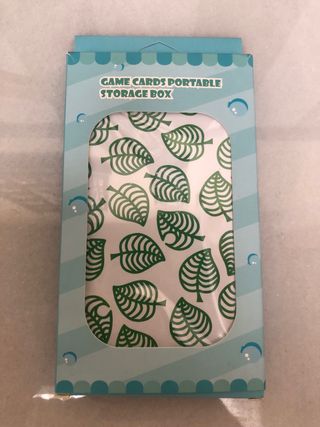 GAME CARDS PORTABLE
STORAGE BOX